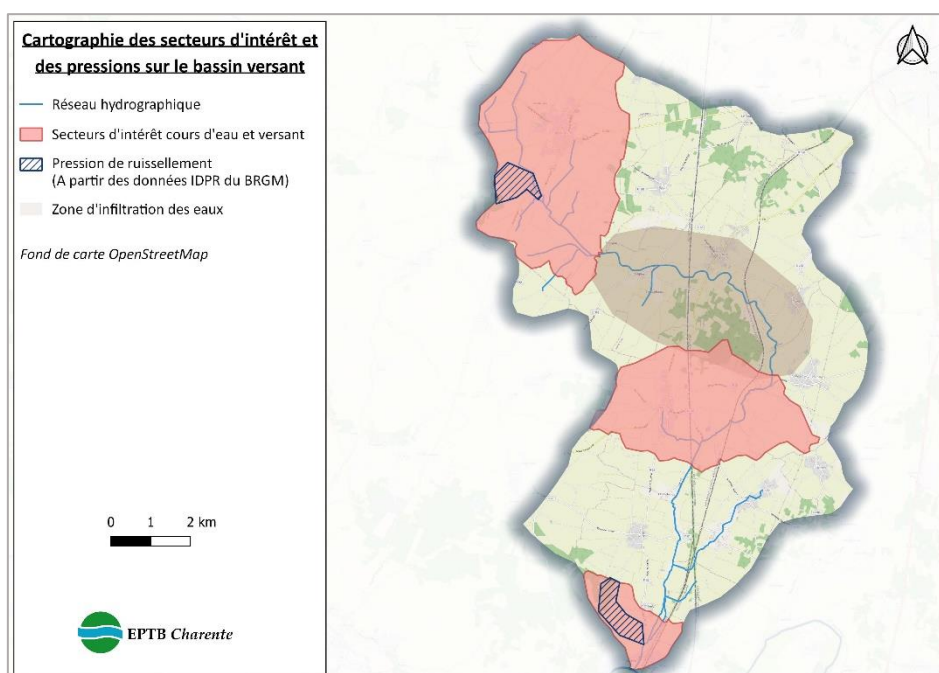 Cartographie des secteurs d'intérêt et
des pressions sur le bassin versant
Réseau hydrographique
Secteurs d'intérêt cours d'eau et versant
Pression de ruissellement
(A partir des données IDPR du BRGM)
Zone d'infiltration des eaux
Fond de carte OpenStreetMap
0 1 2 km
EPTB Charente